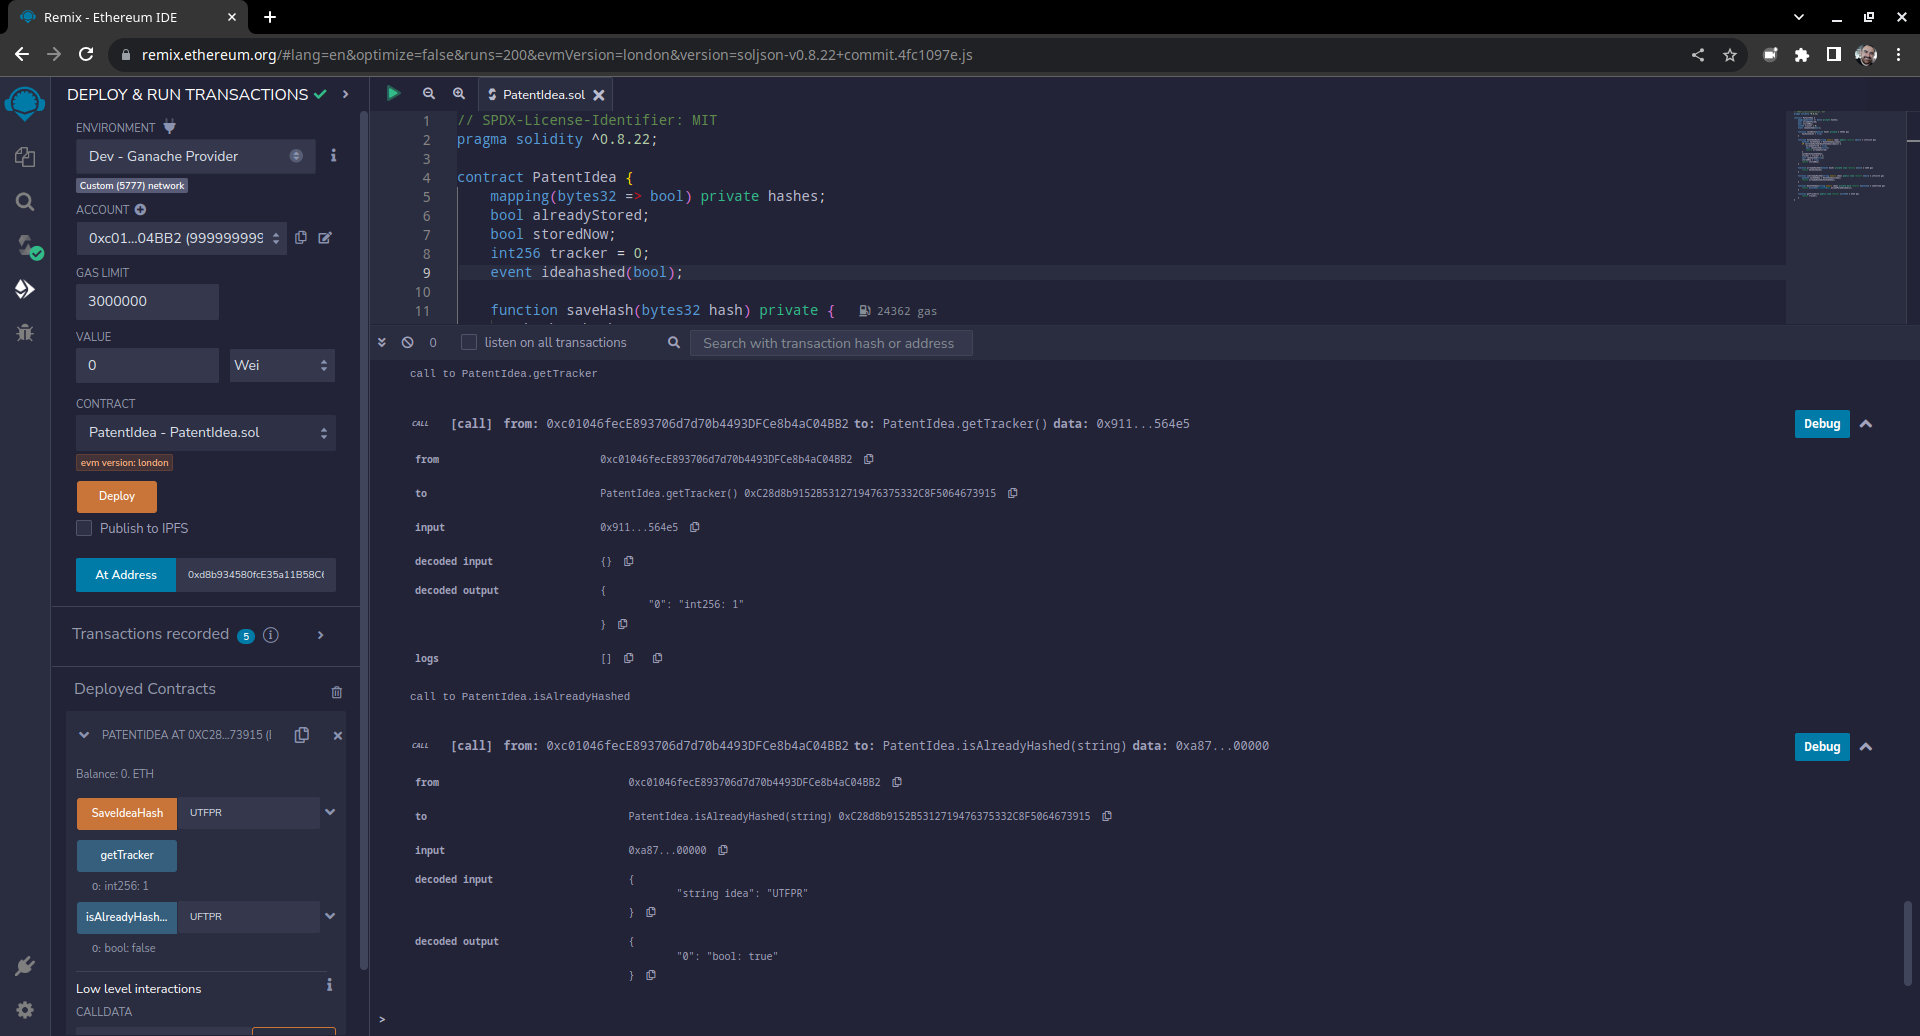 Remix - Ethereum IDE
remix.ethereum.org/#lang=en&optimize=false&runs=200&evmVersion=london&version=soljson-v0.8.22+commit.4fc1097e.js
DEPLOY & RUN TRANSACTIONS
ENVIRONMENT
Dev - Ganache Provider
Custom (5777) network
ACCOUNT
0xc01...04BB2 (999999999
GAS LIMIT
3000000
VALUE
0
Wei
CONTRACT
PatentIdea - PatentIdea.sol
evm version: london
Deploy
Publish to IPFS
At Address
0xd8b934580fcE35a11B58C6
Transactions recorded 5
Deployed Contracts
PATENTIDEA AT 0XC28...73915 (
Balance: 0. ETH
SaveIdeaHash
UTFPR
getTracker
0: int256: 1
isAlreadyHash...
UFTPR
0: bool: false
Low level interactions
CALLDATA
PatentIdea.sol
1 // SPDX-License-Identifier: MIT
2 pragma solidity ^0.8.22;
3
4 contract PatentIdea {
5 mapping(bytes32 => bool) private hashes;
6 bool alreadyStored;
7 bool storedNow;
8 int256 tracker = 0;
9 event ideahashed(bool);
10
11 function saveHash(bytes32 hash) private { 24362 gas
0
listen on all transactions
Search with transaction hash or address
call to PatentIdea.getTracker
CALL [call] from: 0xc01046fecE893706d7d70b4493DFCe8b4aC04BB2 to: PatentIdea.getTracker() data: 0x911...564e5
Debug
from 0xc01046fecE893706d7d70b4493DFCe8b4aC04BB2
to PatentIdea.getTracker() 0xC28d8b9152B5312719476375332C8F5064673915
input 0x911...564e5
decoded input {}
decoded output {
"0": "int256: 1"
}
logs []
call to PatentIdea.isAlreadyHashed
CALL [call] from: 0xc01046fecE893706d7d70b4493DFCe8b4aC04BB2 to: PatentIdea.isAlreadyHashed(string) data: 0xa87...00000
Debug
from 0xc01046fecE893706d7d70b4493DFCe8b4aC04BB2
to PatentIdea.isAlreadyHashed(string) 0xC28d8b9152B5312719476375332C8F5064673915
input 0xa87...00000
decoded input {
"string idea": "UTFPR"
}
decoded output {
"0": "bool: true"
}
>